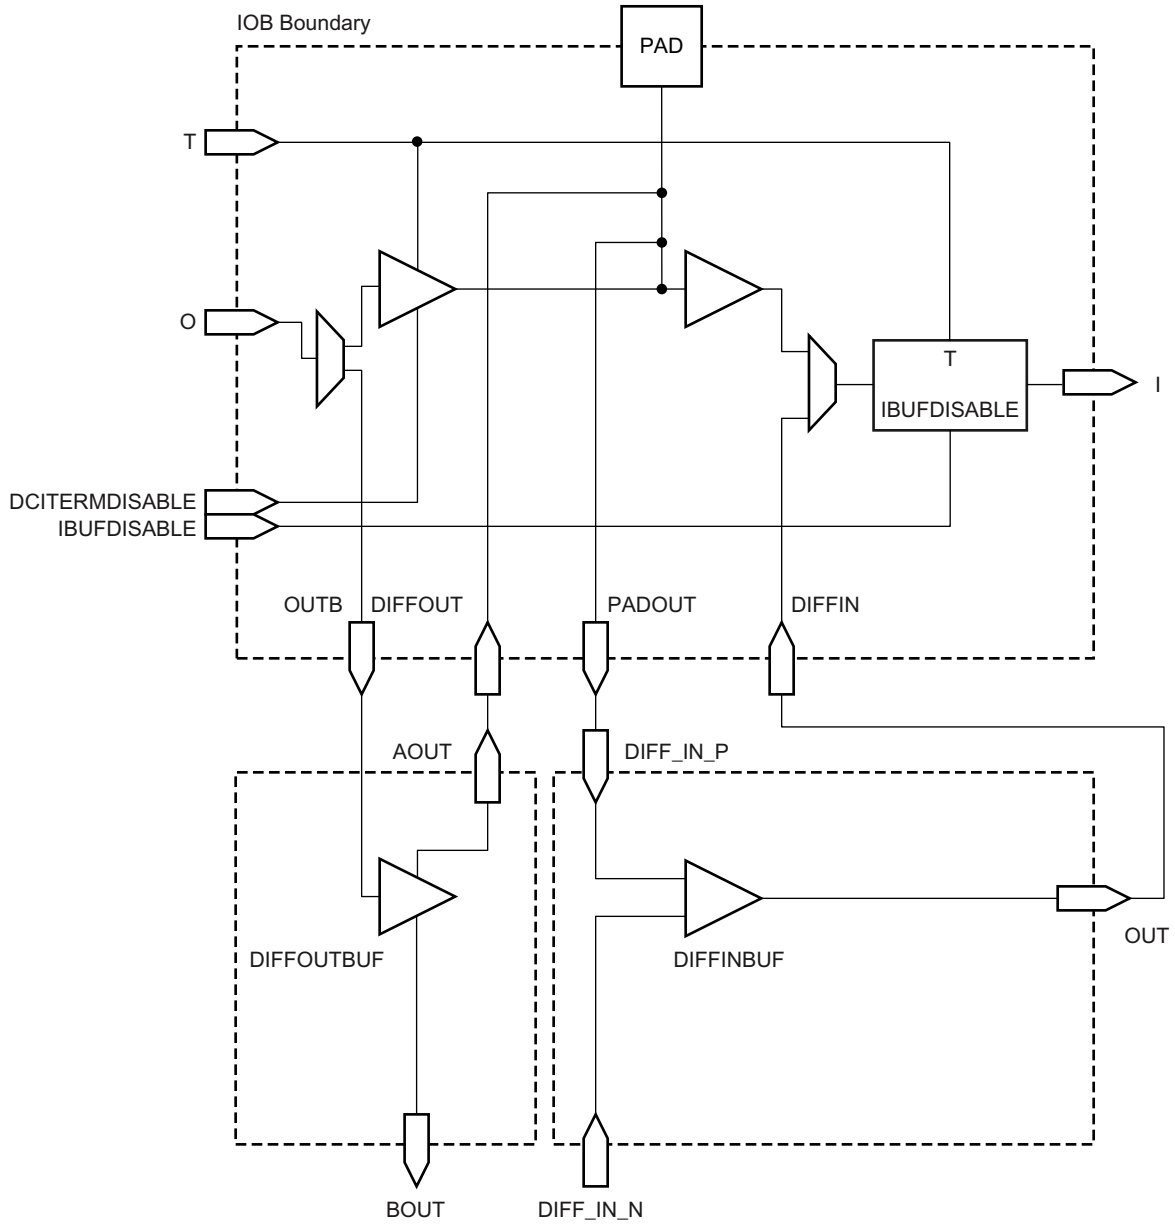 IOB Boundary
PAD
T
O
T
IBUFDISABLE
I
DCITERMDISABLE
IBUFDISABLE
OUTB
DIFFOUT
PADOUT
DIFFIN
AOUT
DIFF_IN_P
DIFFOUTBUF
DIFFINBUF
OUT
BOUT
DIFF_IN_N